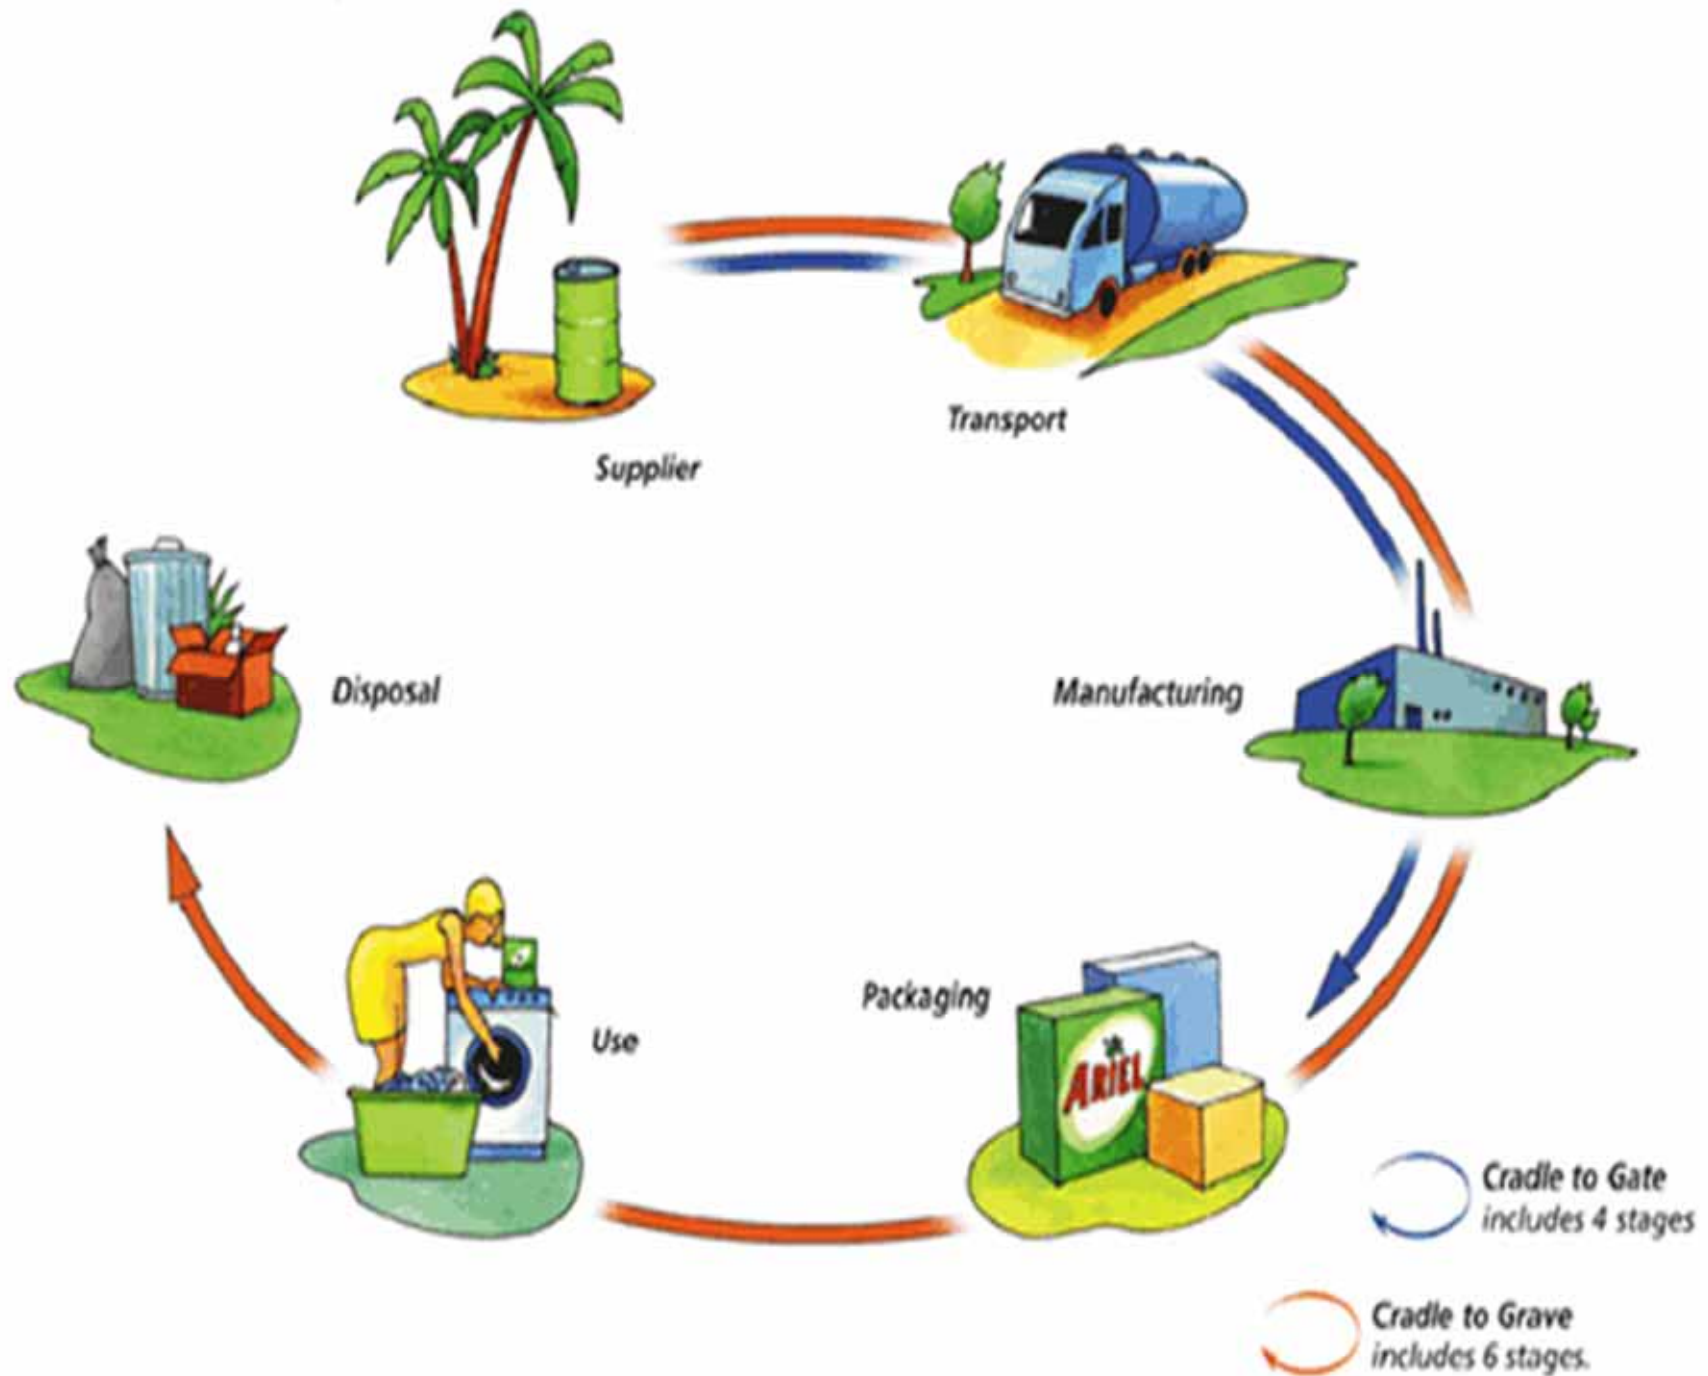 Transport
Supplier
Disposal
Manufacturing
Packaging
Use
ARIEL
Cradle to Gate
includes 4 stages
Cradle to Grave
includes 6 stages.